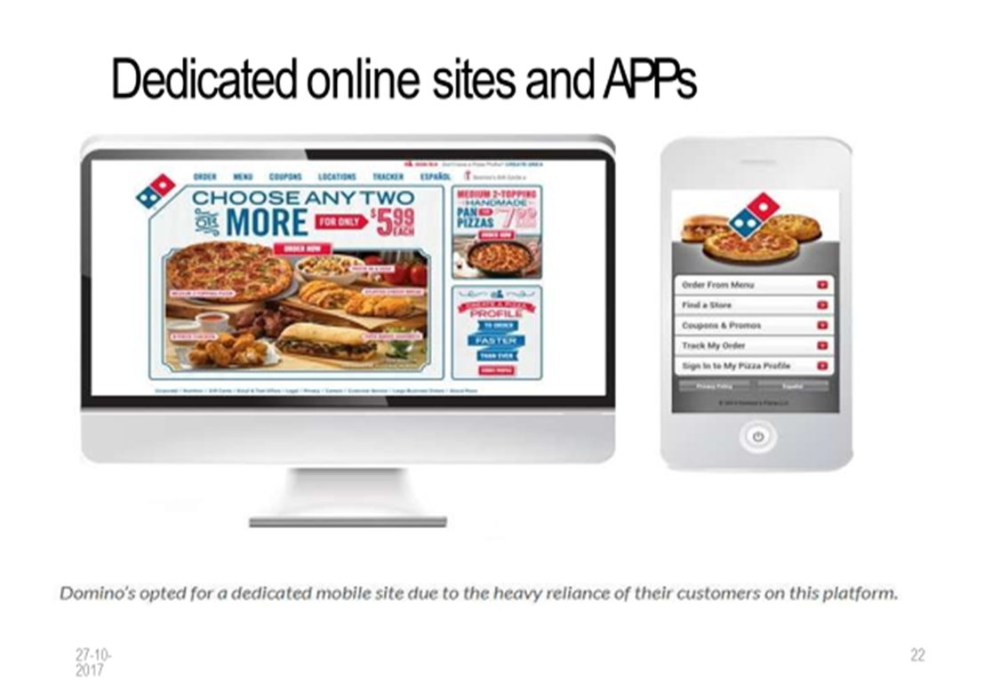 Dedicated online sites and APPs
ORDER MENU COUPONS LOCATIONS TRACKER ESPAÑOL
CHOOSE ANY TWO
OR MORE FOR ONLY $5.99 EACH
ORDER NOW
MEDIUM 2-TOPPING
HANDMADE
PAN PIZZAS
ORDER NOW
CREATE A PIZZA
PROFILE
TO ORDER
FASTER
THAN EVER
Order From Menu
Find a Store
Coupons & Promos
Track My Order
Sign In to My Pizza Profile
Privacy Policy Español
Domino's opted for a dedicated mobile site due to the heavy reliance of their customers on this platform.
27-10-
2017
22